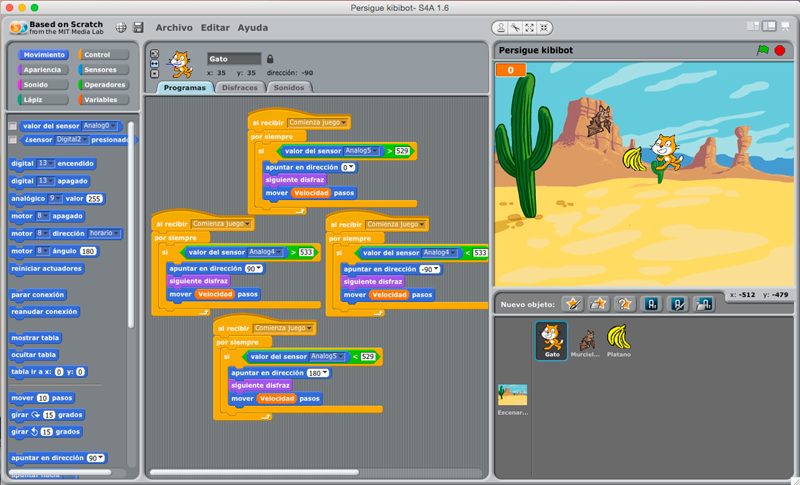 Persigue kibibot- S4A 1.6
Based on Scratch
from the MIT Media Lab
Archivo Editar Ayuda
Movimiento Control
Apariencia Sensores
Sonido Operadores
Lápiz Variables
valor del sensor Analog0
¿sensor Digital2 presionado
digital 13 encendido
digital 13 apagado
analógico 9 valor 255
motor 8 apagado
motor 8 dirección horario
motor 8 ángulo 180
reiniciar actuadores
parar conexión
reanudar conexión
mostrar tabla
ocultar tabla
tabla ir a x: 0 y: 0
mover 10 pasos
girar 15 grados
girar 15 grados
apuntar en dirección 90
apuntar hacia
Gato
x: 35 y: 35 dirección: -90
Programas Disfraces Sonidos
al recibir Comienza juego
por siempre
si valor del sensor Analog5 > 529
apuntar en dirección 0
siguiente disfraz
mover Velocidad pasos
al recibir Comienza juego
por siempre
si valor del sensor Analog4 > 533
apuntar en dirección 90
siguiente disfraz
mover Velocidad pasos
al recibir Comienza juego
por siempre
si valor del sensor Analog4 < 533
apuntar en dirección -90
siguiente disfraz
mover Velocidad pasos
al recibir Comienza juego
por siempre
si valor del sensor Analog5 < 529
apuntar en dirección 180
siguiente disfraz
mover Velocidad pasos
Persigue kibibot
0
x: -512 y: -479
Nuevo objeto:
Gato Murciel... Platano
Escenar...